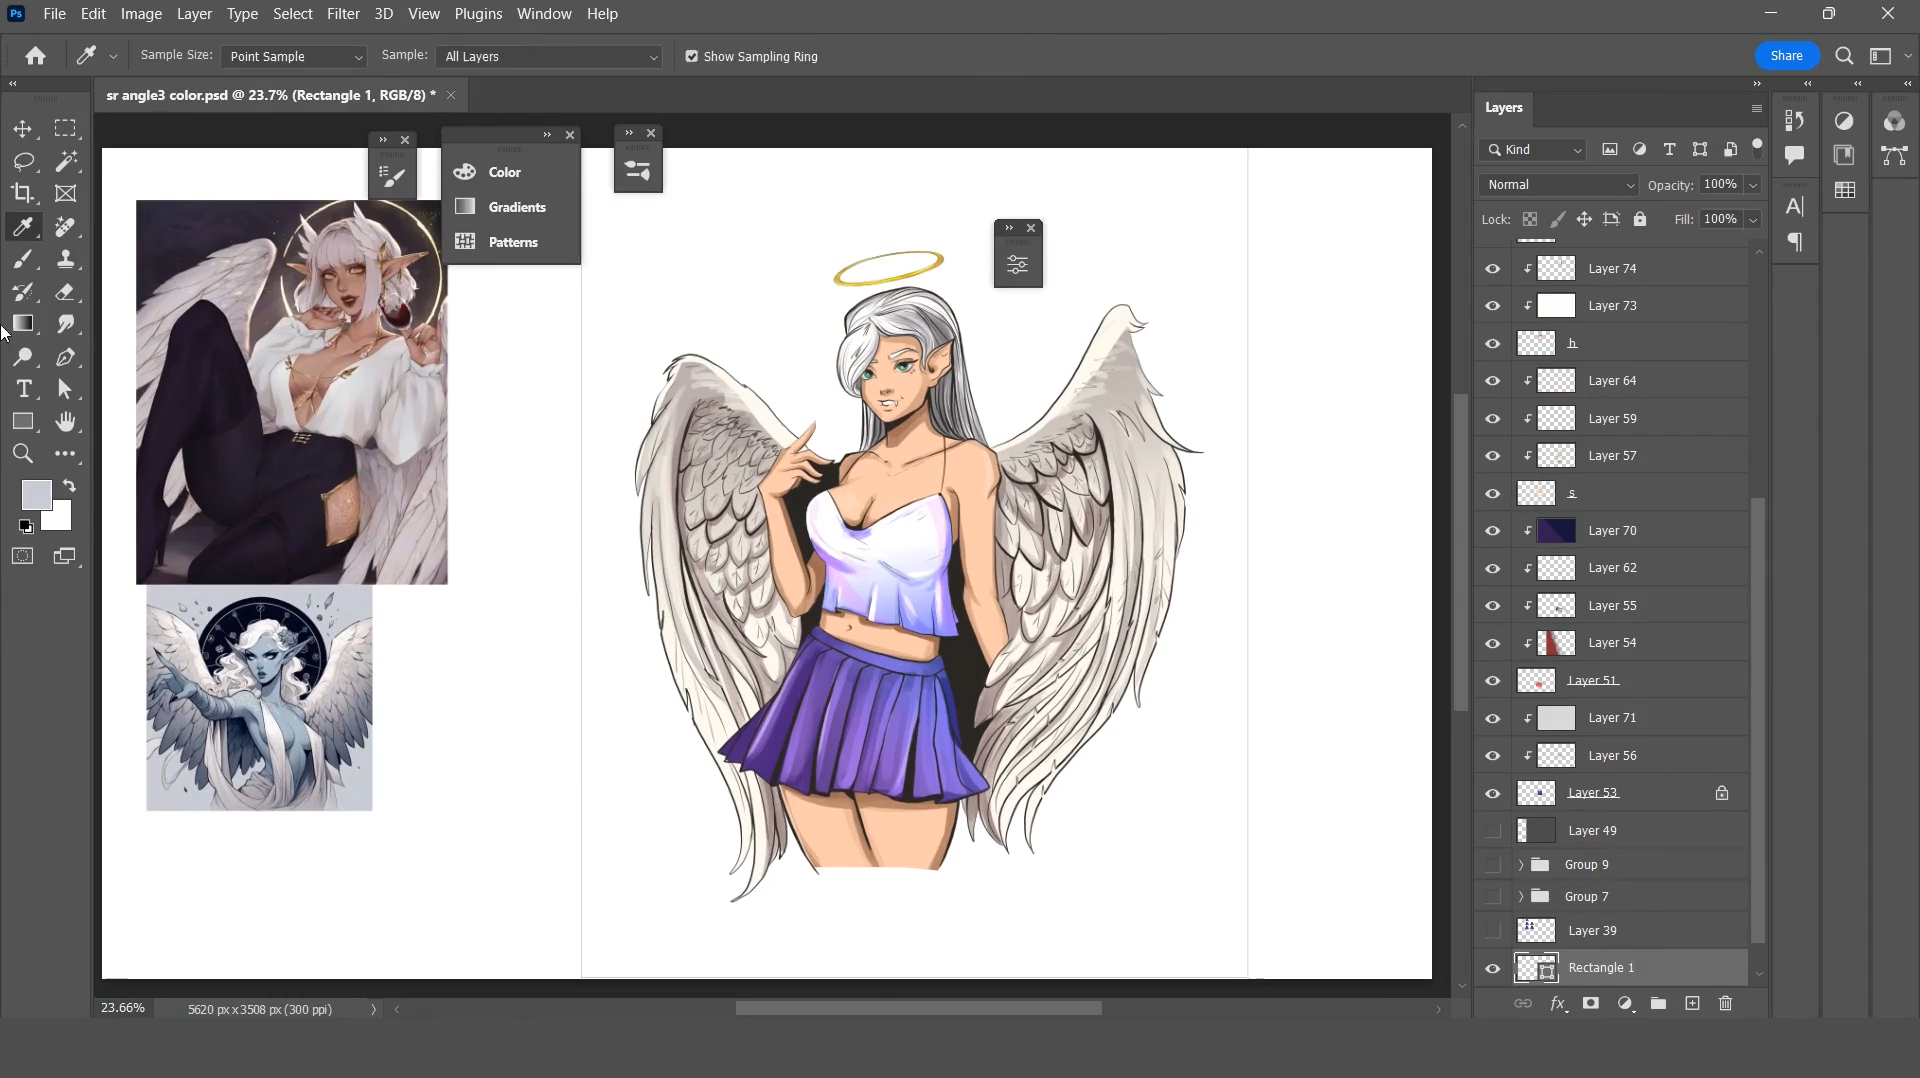 Ps File Edit Image Layer Type Select Filter 3D View Plugins Window Help
Sample Size: Point Sample Sample: All Layers Show Sampling Ring Share
sr angle3 color.psd @ 23.7% (Rectangle 1, RGB/8) *
Color
Gradients
Patterns
Layers
Kind
Normal Opacity: 100%
Lock: Fill: 100%
Layer 74
Layer 73
h
Layer 64
Layer 59
Layer 57
s
Layer 70
Layer 62
Layer 55
Layer 54
Layer 51
Layer 71
Layer 56
Layer 53
Layer 49
Group 9
Group 7
Layer 39
Rectangle 1
fx
23.66% 5620 px x 3508 px (300 ppi)